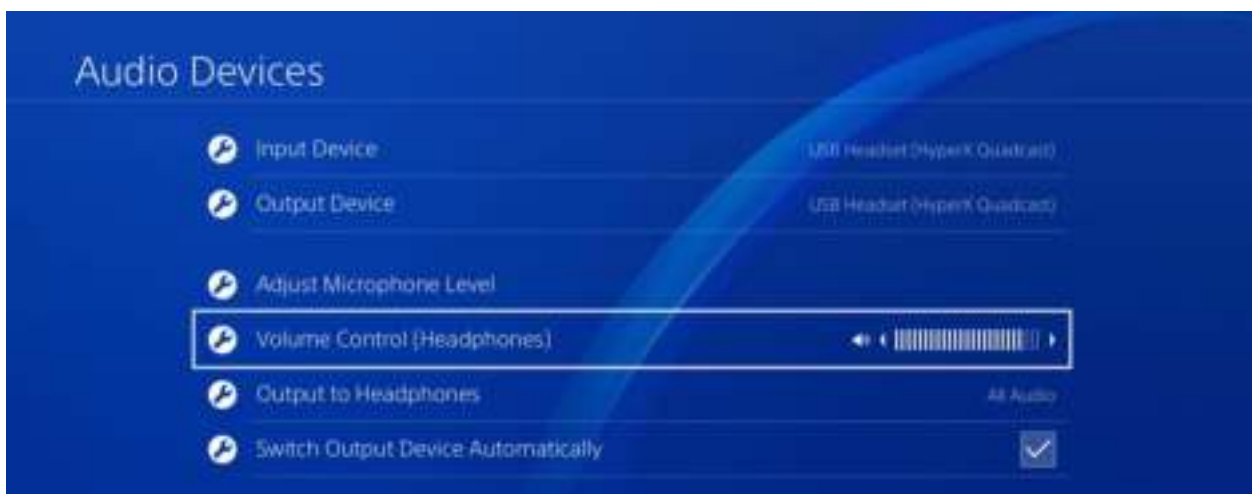 Audio Devices
Input Device
USB Headset (HyperX Quadcast)
Output Device
USB Headset (HyperX Quadcast)
Adjust Microphone Level
Volume Control (Headphones)
Output to Headphones
All Audio
Switch Output Device Automatically